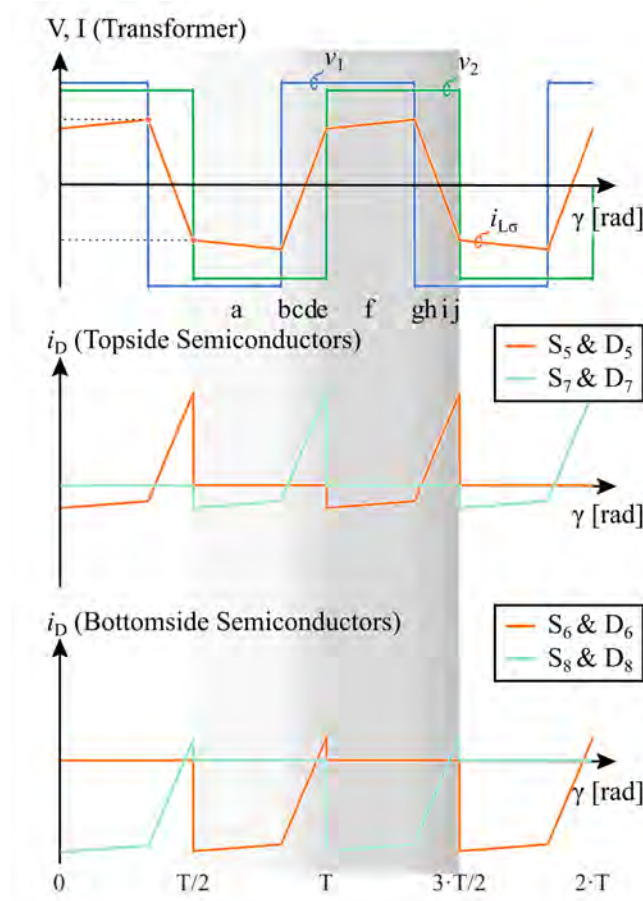 V, I (Transformer)
v1
v2
iLσ
γ [rad]
a bcde f ghij
iD (Topside Semiconductors)
S5 & D5
S7 & D7
γ [rad]
iD (Bottomside Semiconductors)
S6 & D6
S8 & D8
γ [rad]
0 T/2 T 3·T/2 2·T